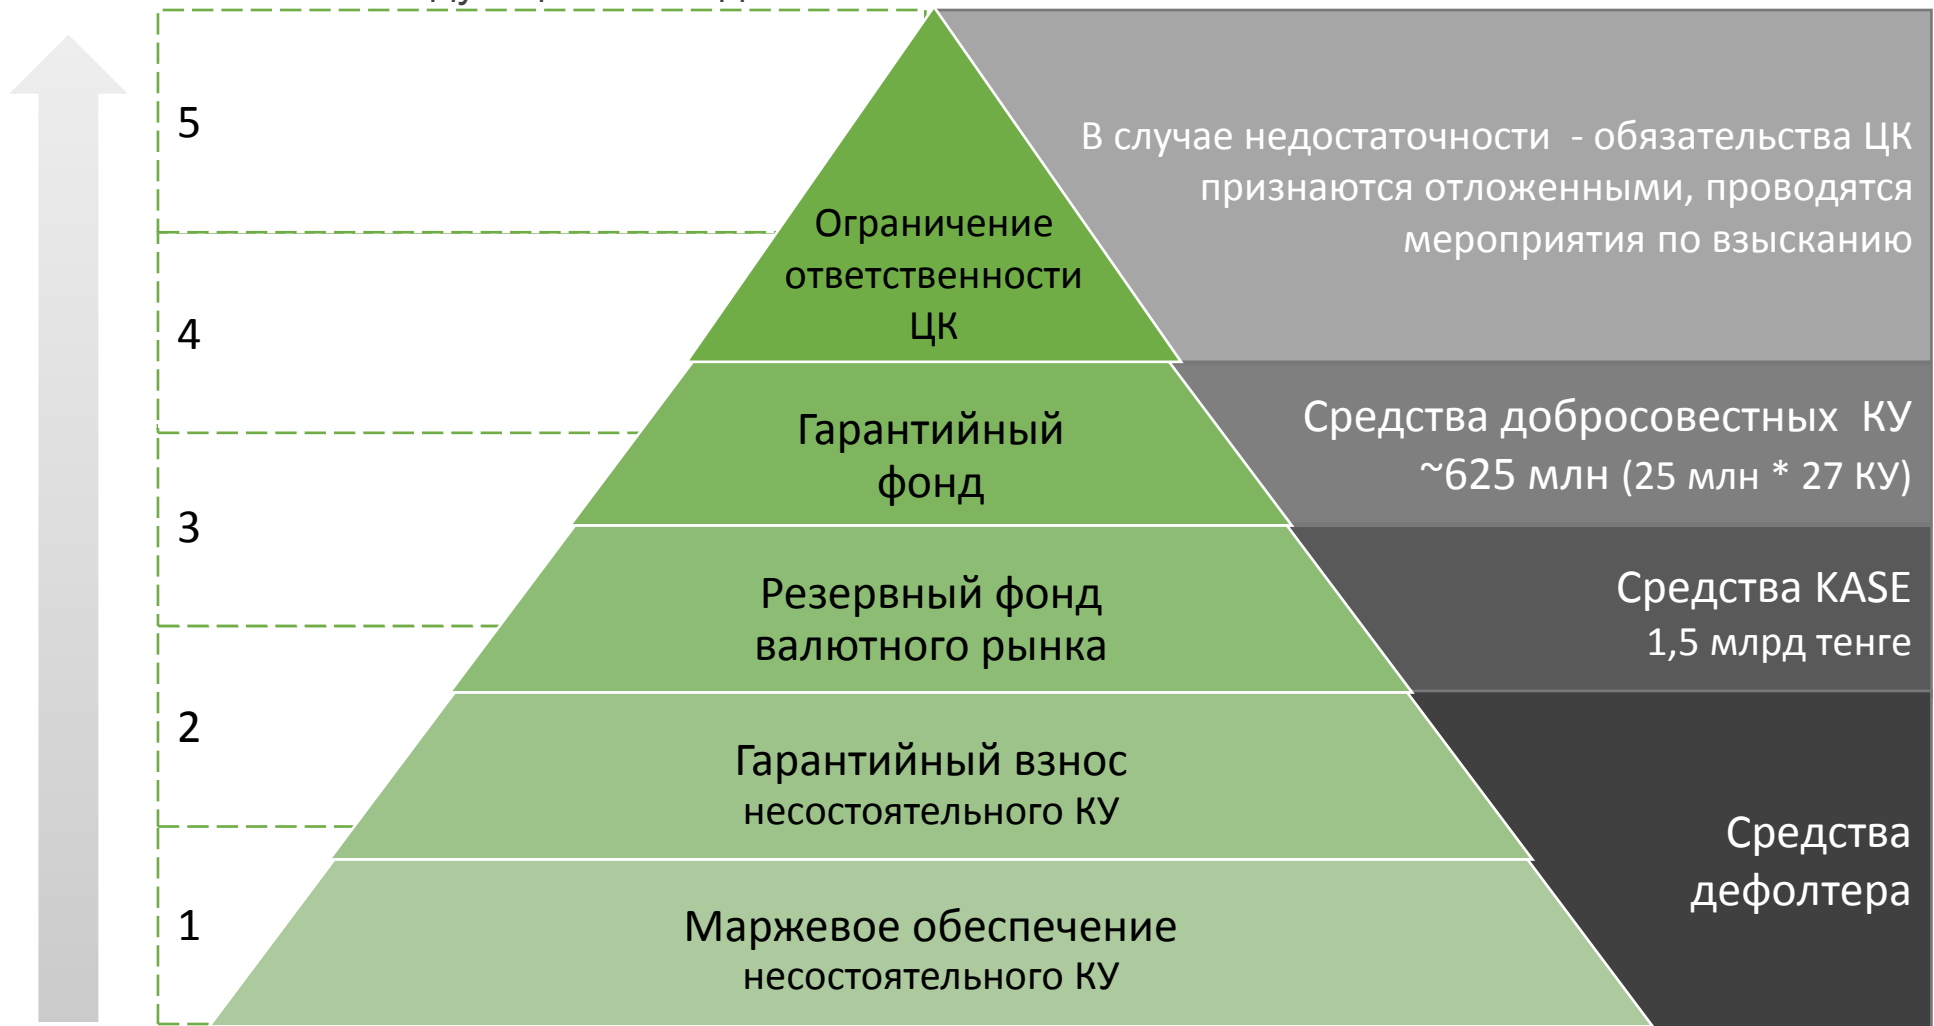 5
Ограничение
ответственности
ЦК
В случае недостаточности - обязательства ЦК
признаются отложенными, проводятся
мероприятия по взысканию
4
Гарантийный
фонд
Средства добросовестных КУ
~625 млн (25 млн * 27 КУ)
3
Резервный фонд
валютного рынка
Средства KASE
1,5 млрд тенге
2
Гарантийный взнос
несостоятельного КУ
1
Маржевое обеспечение
несостоятельного КУ
Средства
дефолтера